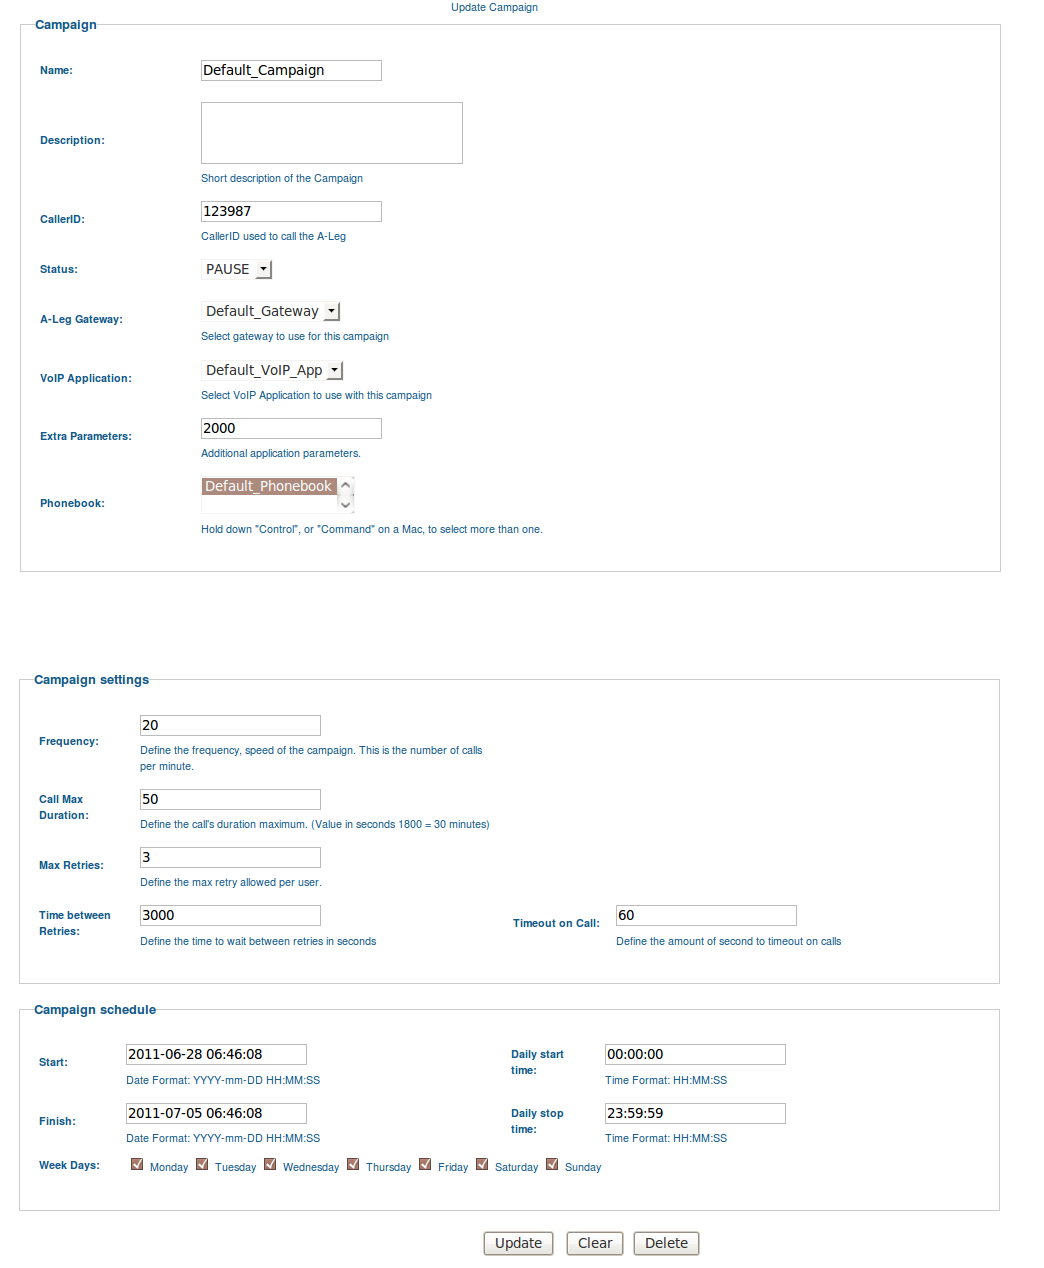 Update Campaign
Campaign
Name:
Default_Campaign
Description:
Short description of the Campaign
CallerID:
123987
CallerID used to call the A-Leg
Status:
PAUSE
A-Leg Gateway:
Default_Gateway
Select gateway to use for this campaign
VoIP Application:
Default_VoIP_App
Select VoIP Application to use with this campaign
Extra Parameters:
2000
Additional application parameters.
Phonebook:
Default_Phonebook
Hold down "Control", or "Command" on a Mac, to select more than one.
Campaign settings
Frequency:
20
Define the frequency, speed of the campaign. This is the number of calls
per minute.
Call Max
Duration:
50
Define the call's duration maximum. (Value in seconds 1800 = 30 minutes)
Max Retries:
3
Define the max retry allowed per user.
Time between
Retries:
3000
Define the time to wait between retries in seconds
Timeout on Call:
60
Define the amount of second to timeout on calls
Campaign schedule
Start:
2011-06-28 06:46:08
Date Format: YYYY-mm-DD HH:MM:SS
Daily start
time:
00:00:00
Time Format: HH:MM:SS
Finish:
2011-07-05 06:46:08
Date Format: YYYY-mm-DD HH:MM:SS
Daily stop
time:
23:59:59
Time Format: HH:MM:SS
Week Days:
Monday Tuesday Wednesday Thursday Friday Saturday Sunday
Update Clear Delete